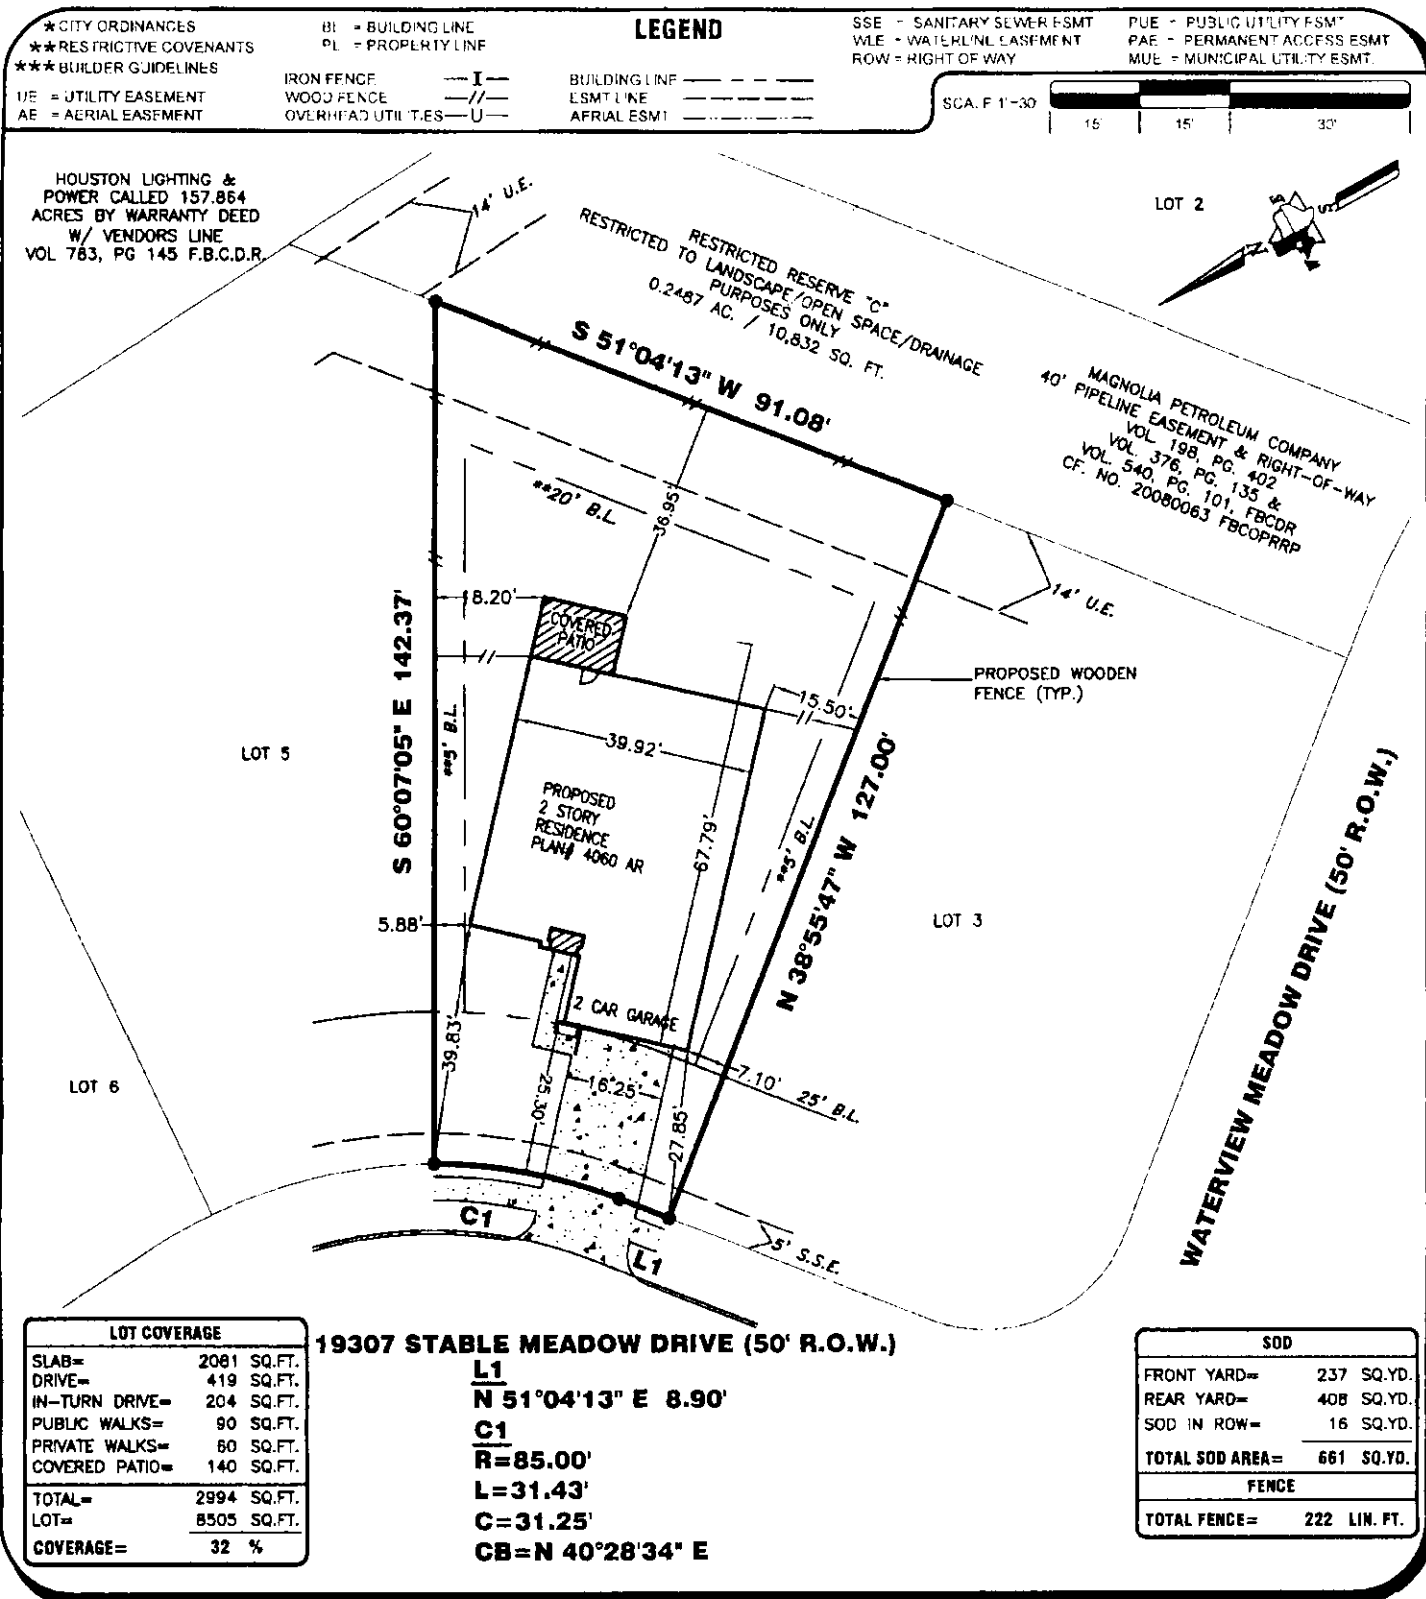 LEGEND
*CITY ORDINANCES
**RESTRICTIVE COVENANTS
***BUILDER GUIDELINES
UE = UTILITY EASEMENT
AE = AERIAL EASEMENT
BL = BUILDING LINE
PL = PROPERTY LINE
IRON FENCE —I—
WOOD FENCE —//—
OVERHEAD UTILITIES —U—
BUILDING LINE
ESMT LINE
AERIAL ESMT
SSE - SANITARY SEWER ESMT
WLE - WATERLINE EASEMENT
ROW = RIGHT OF WAY
PUE - PUBLIC UTILITY ESMT
PAE - PERMANENT ACCESS ESMT
MUE = MUNICIPAL UTILITY ESMT.
SCALE 1"-30
15'
15'
30'
HOUSTON LIGHTING &
POWER CALLED 157.864
ACRES BY WARRANTY DEED
W/ VENDORS LINE
VOL 783, PG 145 F.B.C.D.R.
14' U.E.
RESTRICTED RESERVE "C"
RESTRICTED TO LANDSCAPE/OPEN SPACE/DRAINAGE
PURPOSES ONLY
0.2487 AC. / 10,832 SQ. FT.
LOT 2
N
S
E
W
MAGNOLIA PETROLEUM COMPANY
40' PIPELINE EASEMENT & RIGHT-OF-WAY
VOL. 198, PG. 402
VOL. 376, PG. 135 &
VOL. 540, PG. 101, FBCDR
CF. NO. 20080063 FBCOPRRP
S 51°04'13" W 91.08'
**20' B.L.
36.95'
14' U.E.
18.20'
COVERED
PATIO
PROPOSED WOODEN
FENCE (TYP.)
15.50'
S 60°07'05" E 142.37'
**5' B.L.
39.92'
LOT 5
PROPOSED
2 STORY
RESIDENCE
PLAN# 4060 AR
67.79'
**5' B.L.
N 38°55'47" W 127.00'
LOT 3
WATERVIEW MEADOW DRIVE (50' R.O.W.)
5.88'
2 CAR GARAGE
39.83'
LOT 6
25.30'
16.25'
7.10'
25' B.L.
27.85'
C1
L1
5' S.S.E.
19307 STABLE MEADOW DRIVE (50' R.O.W.)
L1
N 51°04'13" E 8.90'
C1
R=85.00'
L=31.43'
C=31.25'
CB=N 40°28'34" E
LOT COVERAGE
SLAB= 2081 SQ.FT.
DRIVE= 419 SQ.FT.
IN-TURN DRIVE= 204 SQ.FT.
PUBLIC WALKS= 90 SQ.FT.
PRIVATE WALKS= 60 SQ.FT.
COVERED PATIO= 140 SQ.FT.
TOTAL= 2994 SQ.FT.
LOT= 8505 SQ.FT.
COVERAGE= 32 %
SOD
FRONT YARD= 237 SQ.YD.
REAR YARD= 408 SQ.YD.
SOD IN ROW= 16 SQ.YD.
TOTAL SOD AREA= 661 SQ.YD.
FENCE
TOTAL FENCE= 222 LIN. FT.